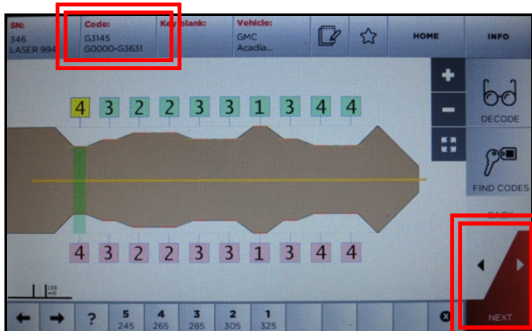 SN:
346
LASER 994
Code:
G3145
G0000-G3631
Vehicle:
GMC
Acadia...
HOME
INFO
4 3 2 2 3 3 1 3 4 4
DECODE
FIND CODES
4 3 2 2 3 3 1 3 4 4
NEXT
?
5
245
4
265
3
285
2
305
1
325